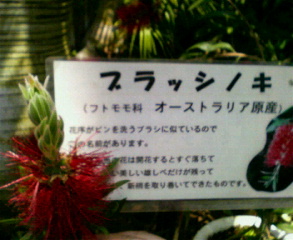 ブラッシノキ
(フトモモ科 オーストラリア原産)
花序がビンを洗うブラシに似ているので
の名前があります。
花は開花するとすぐ落ちて
い美しい雄しべだけが残って
新梢を取り巻いてできたものです。